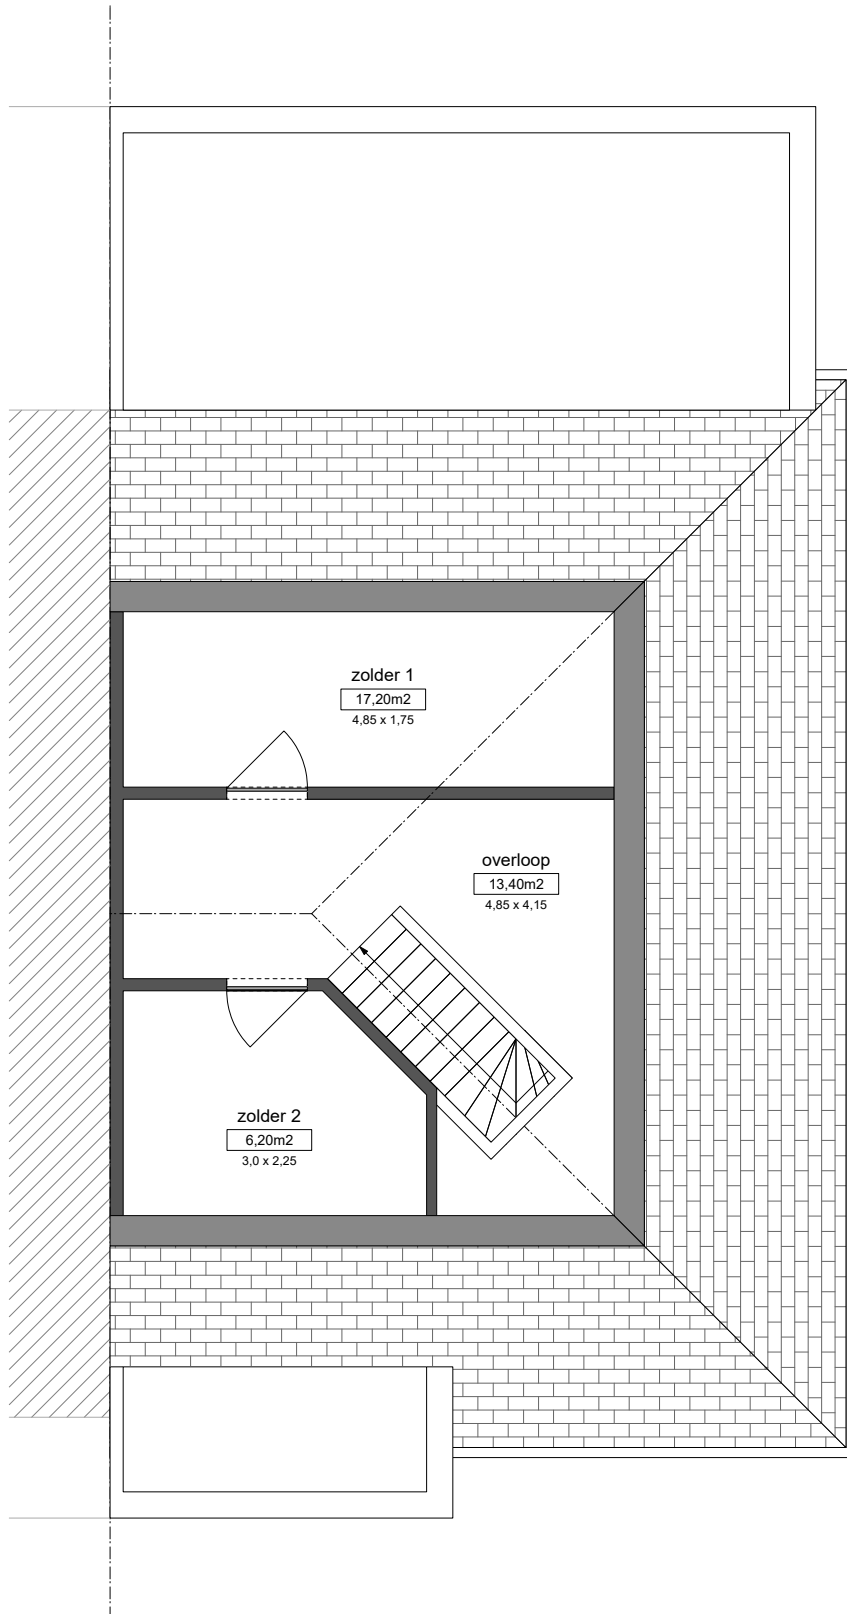 zolder 1
17,20m2
4,85 x 1,75
overloop
13,40m2
4,85 x 4,15
zolder 2
6,20m2
3,0 x 2,25